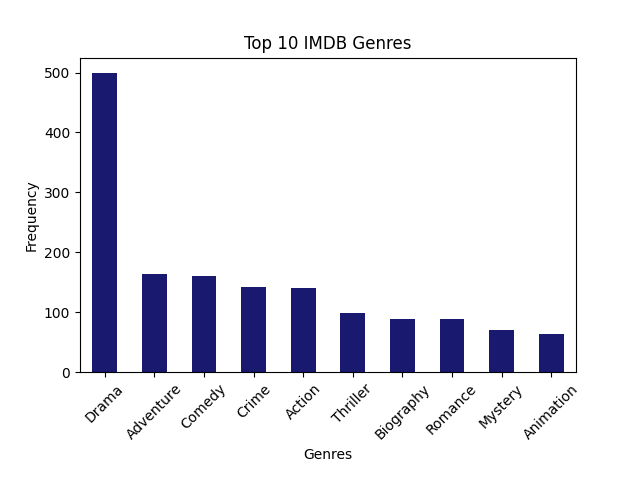 Top 10 IMDB Genres
500
400
300
200
100
0
Frequency
Drama
Adventure
Comedy
Crime
Action
Thriller
Biography
Romance
Mystery
Animation
Genres